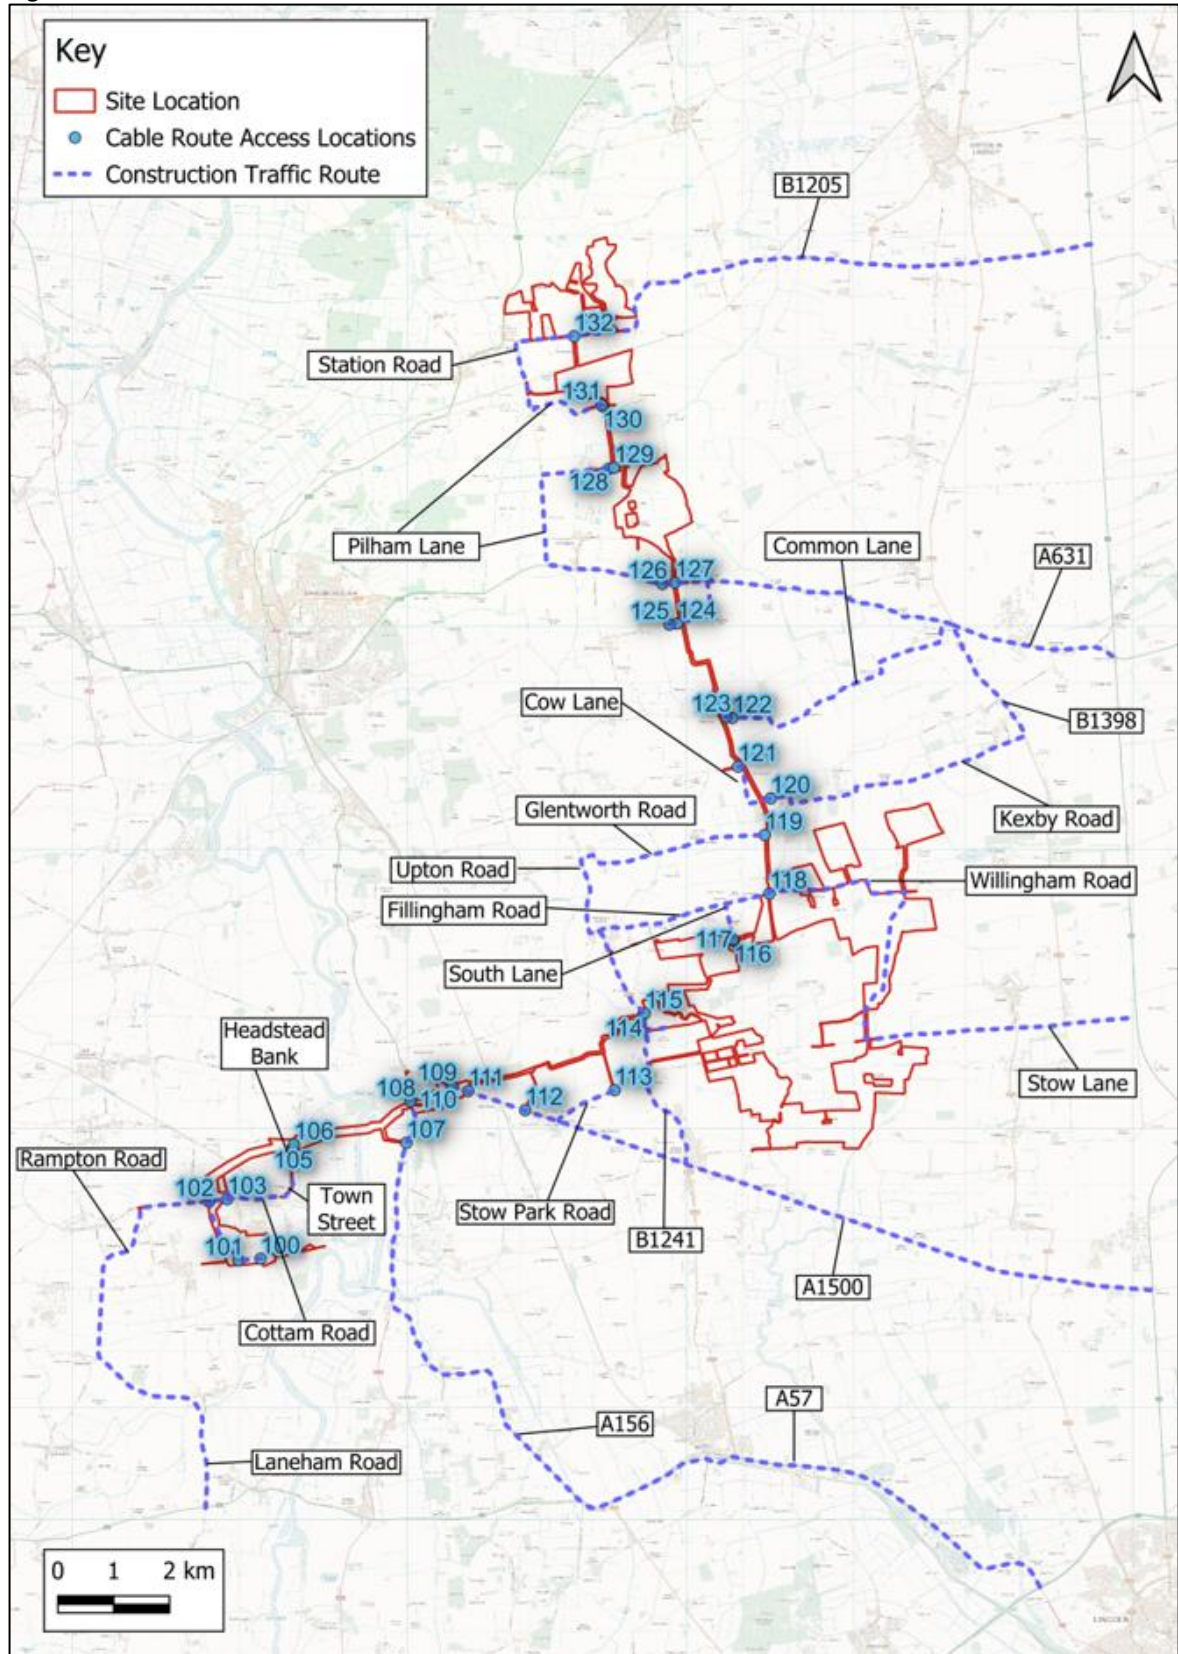 Key
Site Location
Cable Route Access Locations
Construction Traffic Route
B1205
132
Station Road
131
130
129
128
Pilham Lane
Common Lane
A631
126
127
125
124
Cow Lane
123
122
B1398
121
120
Glentworth Road
Kexby Road
119
Upton Road
118
Willingham Road
Fillingham Road
117
116
South Lane
115
Headstead
Bank
114
109
111
113
Stow Lane
108
110
112
106
107
105
Rampton Road
102
103
Town
Street
Stow Park Road
B1241
101
100
A1500
Cottam Road
A57
A156
Laneham Road
0 1 2 km
LINCOLN